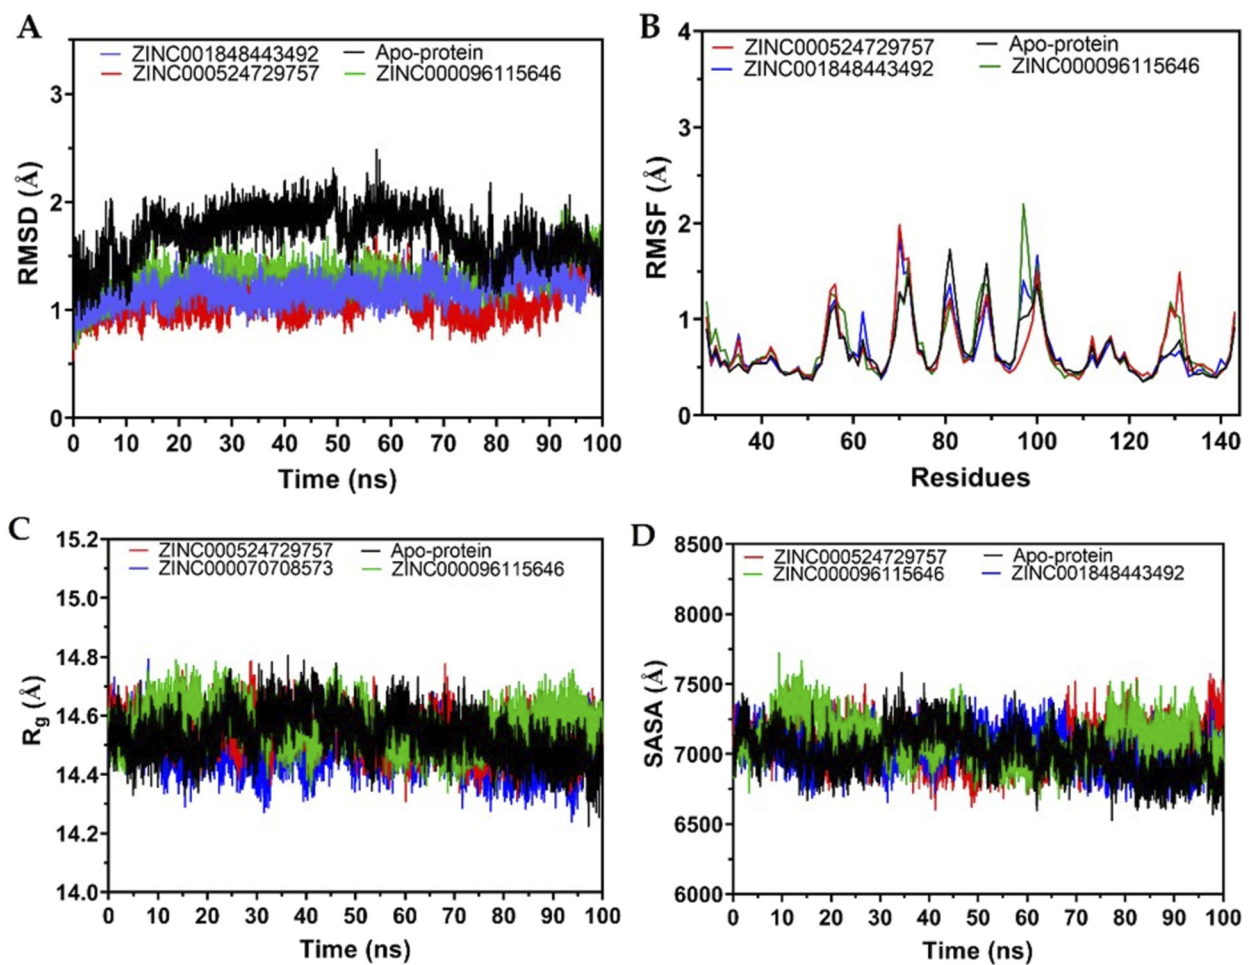 A
ZINC001848443492 Apo-protein
ZINC000524729757 ZINC000096115646
RMSD (Å)
3
2
1
0
0 10 20 30 40 50 60 70 80 90 100
Time (ns)
B
ZINC000524729757 Apo-protein
ZINC001848443492 ZINC000096115646
RMSF (Å)
4
3
2
1
0
40 60 80 100 120 140
Residues
C
ZINC000524729757 Apo-protein
ZINC000070708573 ZINC000096115646
Rg (Å)
15.2
15.0
14.8
14.6
14.4
14.2
14.0
0 10 20 30 40 50 60 70 80 90 100
Time (ns)
D
ZINC000524729757 Apo-protein
ZINC000096115646 ZINC001848443492
SASA (Å)
8500
8000
7500
7000
6500
6000
0 10 20 30 40 50 60 70 80 90 100
Time (ns)